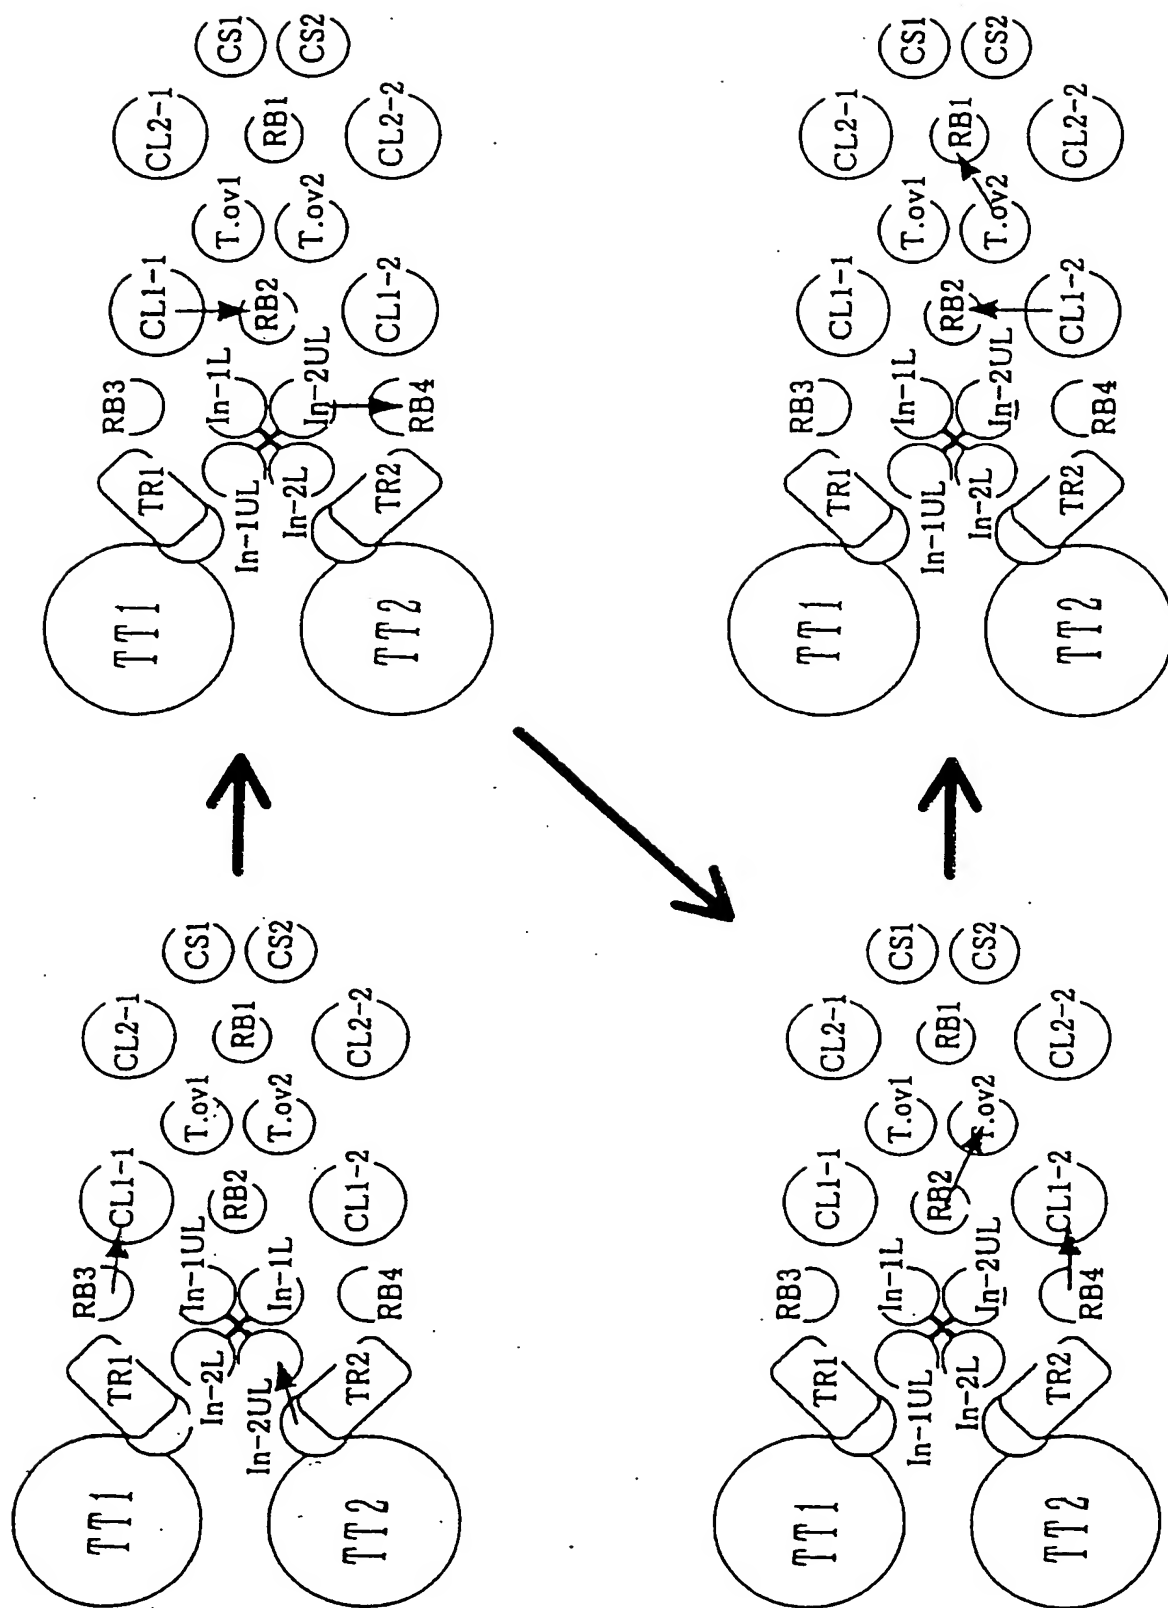 TT1
TT2
TR1
TR2
In-2L
In-2UL
In-1UL
In-1L
RB3
RB4
CL1-1
RB2
CL1-2
T.ov1
T.ov2
CL2-1
RB1
CL2-2
CS1
CS2
TT1
TT2
TR1
TR2
In-1UL
In-2L
In-1L
In-2UL
RB3
RB4
CL1-1
RB2
CL1-2
T.ov1
T.ov2
CL2-1
RB1
CL2-2
CS1
CS2
TT1
TT2
TR1
TR2
In-1UL
In-2L
In-1L
In-2UL
RB3
RB4
CL1-1
RB2
CL1-2
T.ov1
T.ov2
CL2-1
RB1
CL2-2
CS1
CS2
TT1
TT2
TR1
TR2
In-1UL
In-2L
In-1L
In-2UL
RB3
RB4
CL1-1
RB2
CL1-2
T.ov1
T.ov2
CL2-1
RB1
CL2-2
CS1
CS2